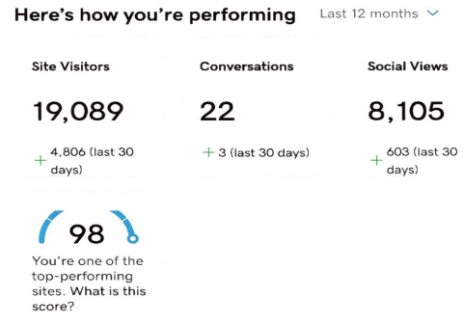 Here's how you're performing Last 12 months
Site Visitors
19,089
+ 4,806 (last 30
days)
Conversations
22
+ 3 (last 30 days)
Social Views
8,105
+ 603 (last 30
days)
98
You're one of the
top-performing
sites. What is this
score?